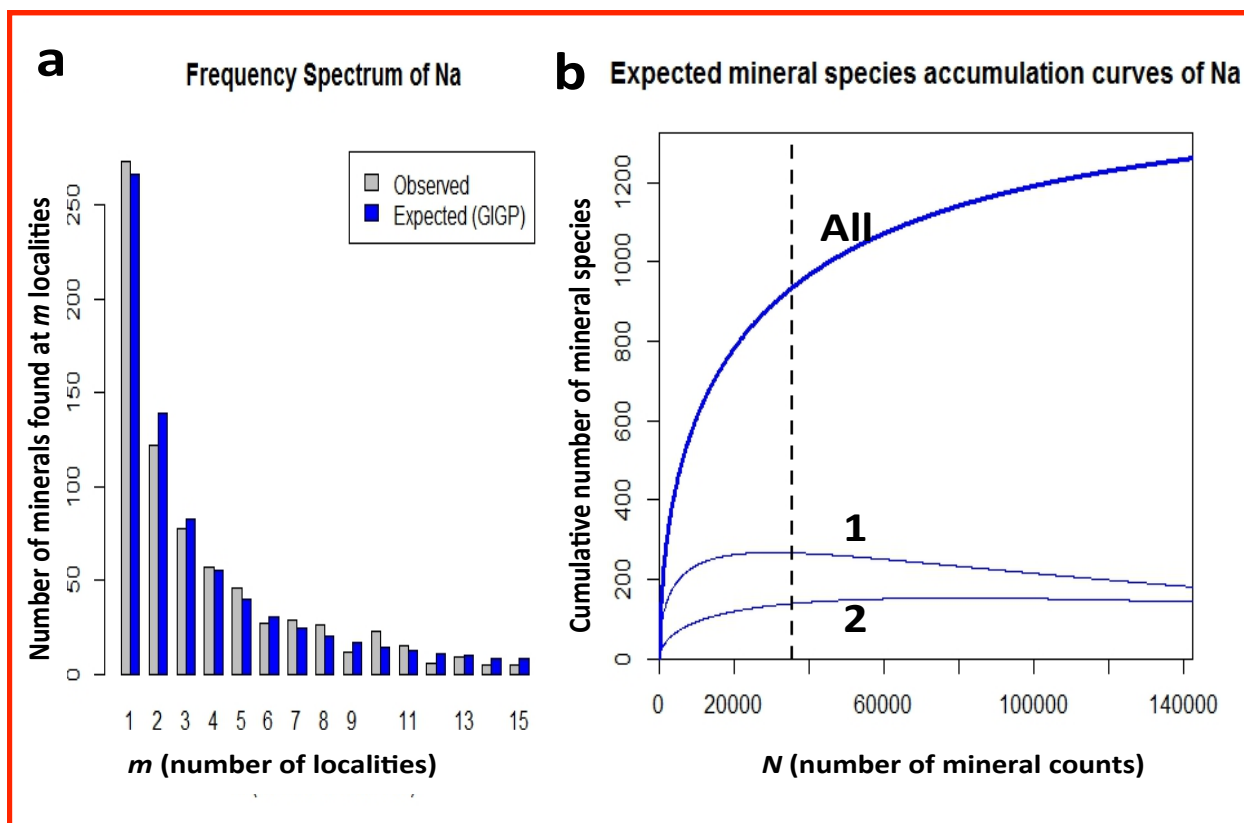 a
Frequency Spectrum of Na
Observed
Expected (GIGP)
Number of minerals found at m localities
0
50
100
150
200
250
1 2 3 4 5 6 7 8 9 11 13 15
m (number of localities)
b
Expected mineral species accumulation curves of Na
Cumulative number of mineral species
0
200
400
600
800
1000
1200
All
1
2
0 20000 60000 100000 140000
N (number of mineral counts)